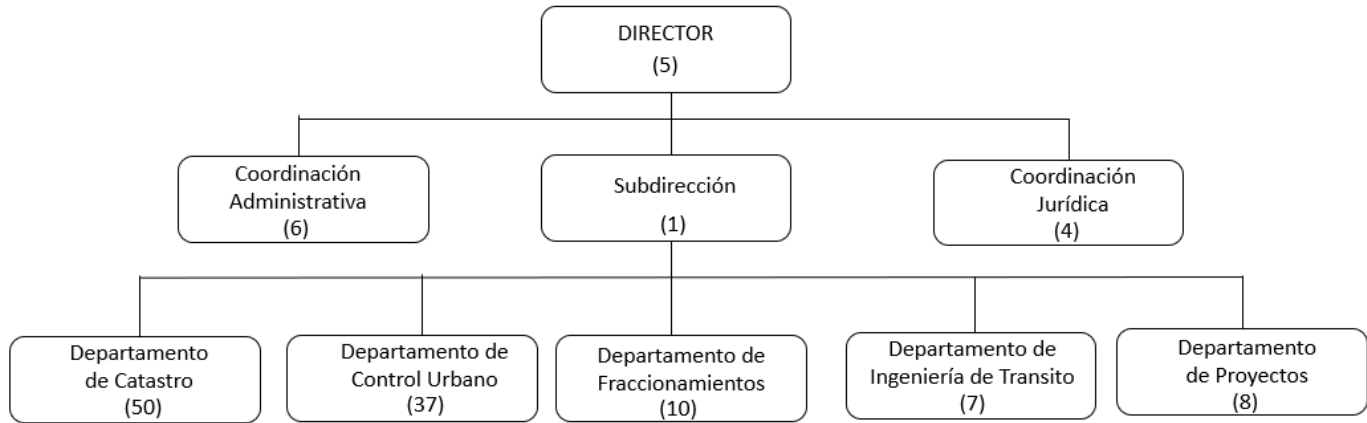 DIRECTOR
(5)
Coordinación
Administrativa
(6)
Subdirección
(1)
Coordinación
Jurídica
(4)
Departamento
de Catastro
(50)
Departamento de
Control Urbano
(37)
Departamento de
Fraccionamientos
(10)
Departamento de
Ingeniería de Transito
(7)
Departamento
de Proyectos
(8)